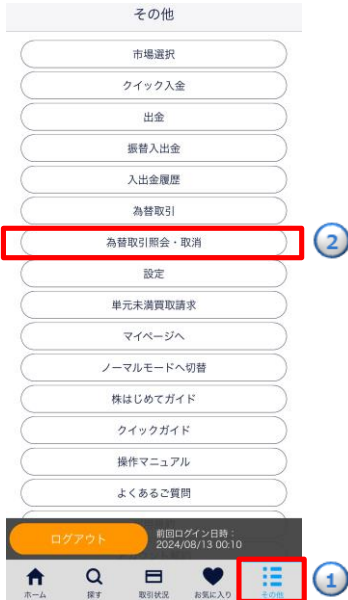 その他
市場選択
クイック入金
出金
振替入出金
入出金履歴
為替取引
為替取引照会・取消
2
設定
単元未満買取請求
マイページへ
ノーマルモードへ切替
株はじめてガイド
クイックガイド
操作マニュアル
よくあるご質問
ログアウト
前回ログイン日時：
2024/08/13 00:10
ホーム
探す
取引状況
お気に入り
その他
1